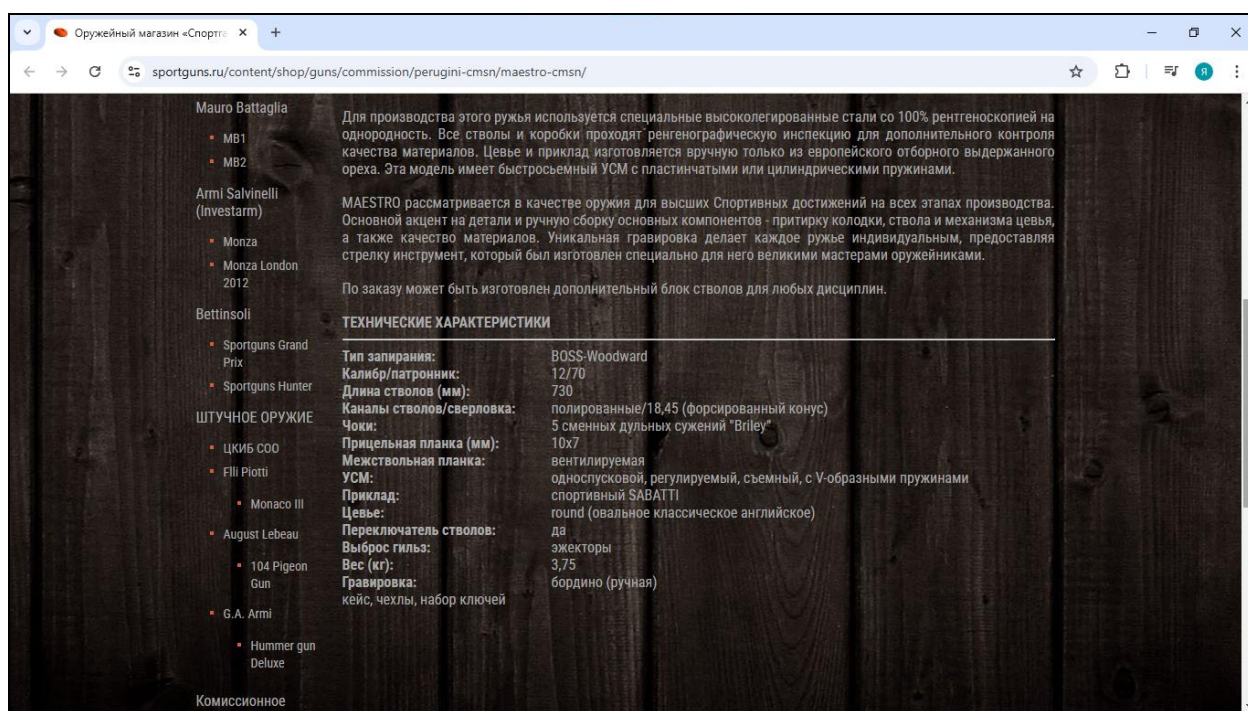 Оружейный магазин «Спортга
sportguns.ru/content/shop/guns/commission/perugini-cmsn/maestro-cmsn/
Я
Mauro Battaglia
MB1
MB2
Armi Salvinelli
(Investarm)
Monza
Monza London
2012
Bettinsoli
Sportguns Grand
Prix
Sportguns Hunter
ШТУЧНОЕ ОРУЖИЕ
ЦКИБ СОО
Flli Piotti
Monaco III
August Lebeau
104 Pigeon
Gun
G.A. Armi
Hummer gun
Deluxe
Комиссионное
Для производства этого ружья используется специальные высоколегированные стали со 100% рентгеноскопией на
однородность. Все стволы и коробки проходят ренгенографическую инспекцию для дополнительного контроля
качества материалов. Цевье и приклад изготовляется вручную только из европейского отборного выдержанного
ореха. Эта модель имеет быстросьемный УСМ с пластинчатыми или цилиндрическими пружинами.
MAESTRO рассматривается в качестве оружия для высших Спортивных достижений на всех этапах производства.
Основной акцент на детали и ручную сборку основных компонентов - притирку колодки, ствола и механизма цевья,
а также качество материалов. Уникальная гравировка делает каждое ружье индивидуальным, предоставляя
стрелку инструмент, который был изготовлен специально для него великими мастерами оружейниками.
По заказу может быть изготовлен дополнительный блок стволов для любых дисциплин.
ТЕХНИЧЕСКИЕ ХАРАКТЕРИСТИКИ
Тип запирания: BOSS-Woodward
Калибр/патронник: 12/70
Длина стволов (мм): 730
Каналы стволов/сверловка: полированные/18,45 (форсированный конус)
Чоки: 5 сменных дульных сужений "Briley"
Прицельная планка (мм): 10x7
Межствольная планка: вентилируемая
УСМ: односпусковой, регулируемый, съемный, с V-образными пружинами
Приклад: спортивный SABATTI
Цевье: round (овальное классическое английское)
Переключатель стволов: да
Выброс гильз: эжекторы
Вес (кг): 3,75
Гравировка: бордино (ручная)
кейс, чехлы, набор ключей